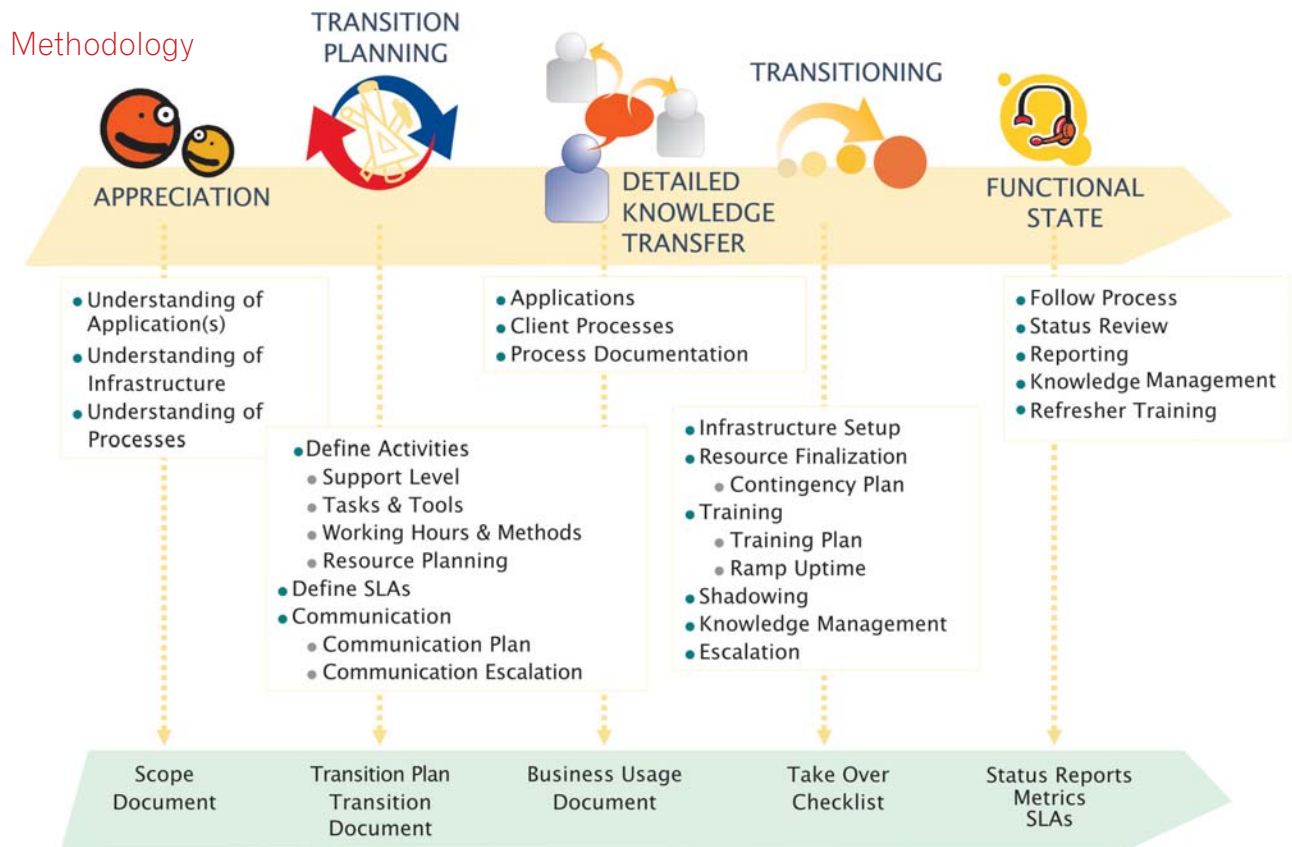 Methodology
APPRECIATION
TRANSITION
PLANNING
DETAILED
KNOWLEDGE
TRANSFER
TRANSITIONING
FUNCTIONAL
STATE
Understanding of
Application(s)
Understanding of
Infrastructure
Understanding of
Processes
Define Activities
Support Level
Tasks & Tools
Working Hours & Methods
Resource Planning
Define SLAs
Communication
Communication Plan
Communication Escalation
Applications
Client Processes
Process Documentation
Infrastructure Setup
Resource Finalization
Contingency Plan
Training
Training Plan
Ramp Uptime
Shadowing
Knowledge Management
Escalation
Follow Process
Status Review
Reporting
Knowledge Management
Refresher Training
Scope
Document
Transition Plan
Transition
Document
Business Usage
Document
Take Over
Checklist
Status Reports
Metrics
SLAs